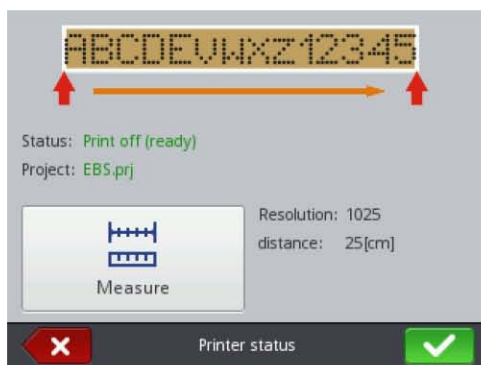 ABCDEVWXZ12345
Status: Print off (ready)
Project: EBS.prj
Resolution: 1025
distance: 25[cm]
Measure
Printer status